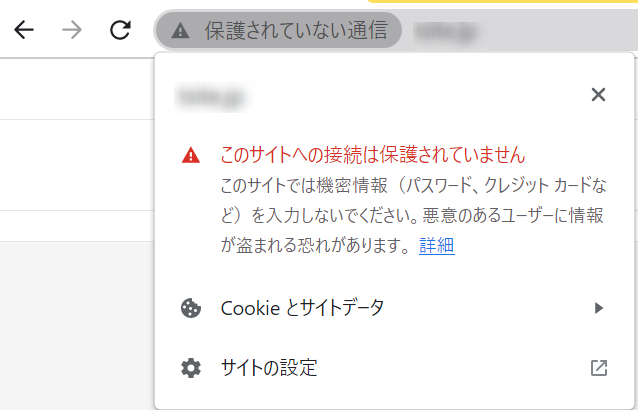 保護されていない通信
このサイトへの接続は保護されていません
このサイトでは機密情報（パスワード、クレジット カードな
ど）を入力しないでください。悪意のあるユーザーに情報
が盗まれる恐れがあります。 詳細
Cookie とサイトデータ
サイトの設定